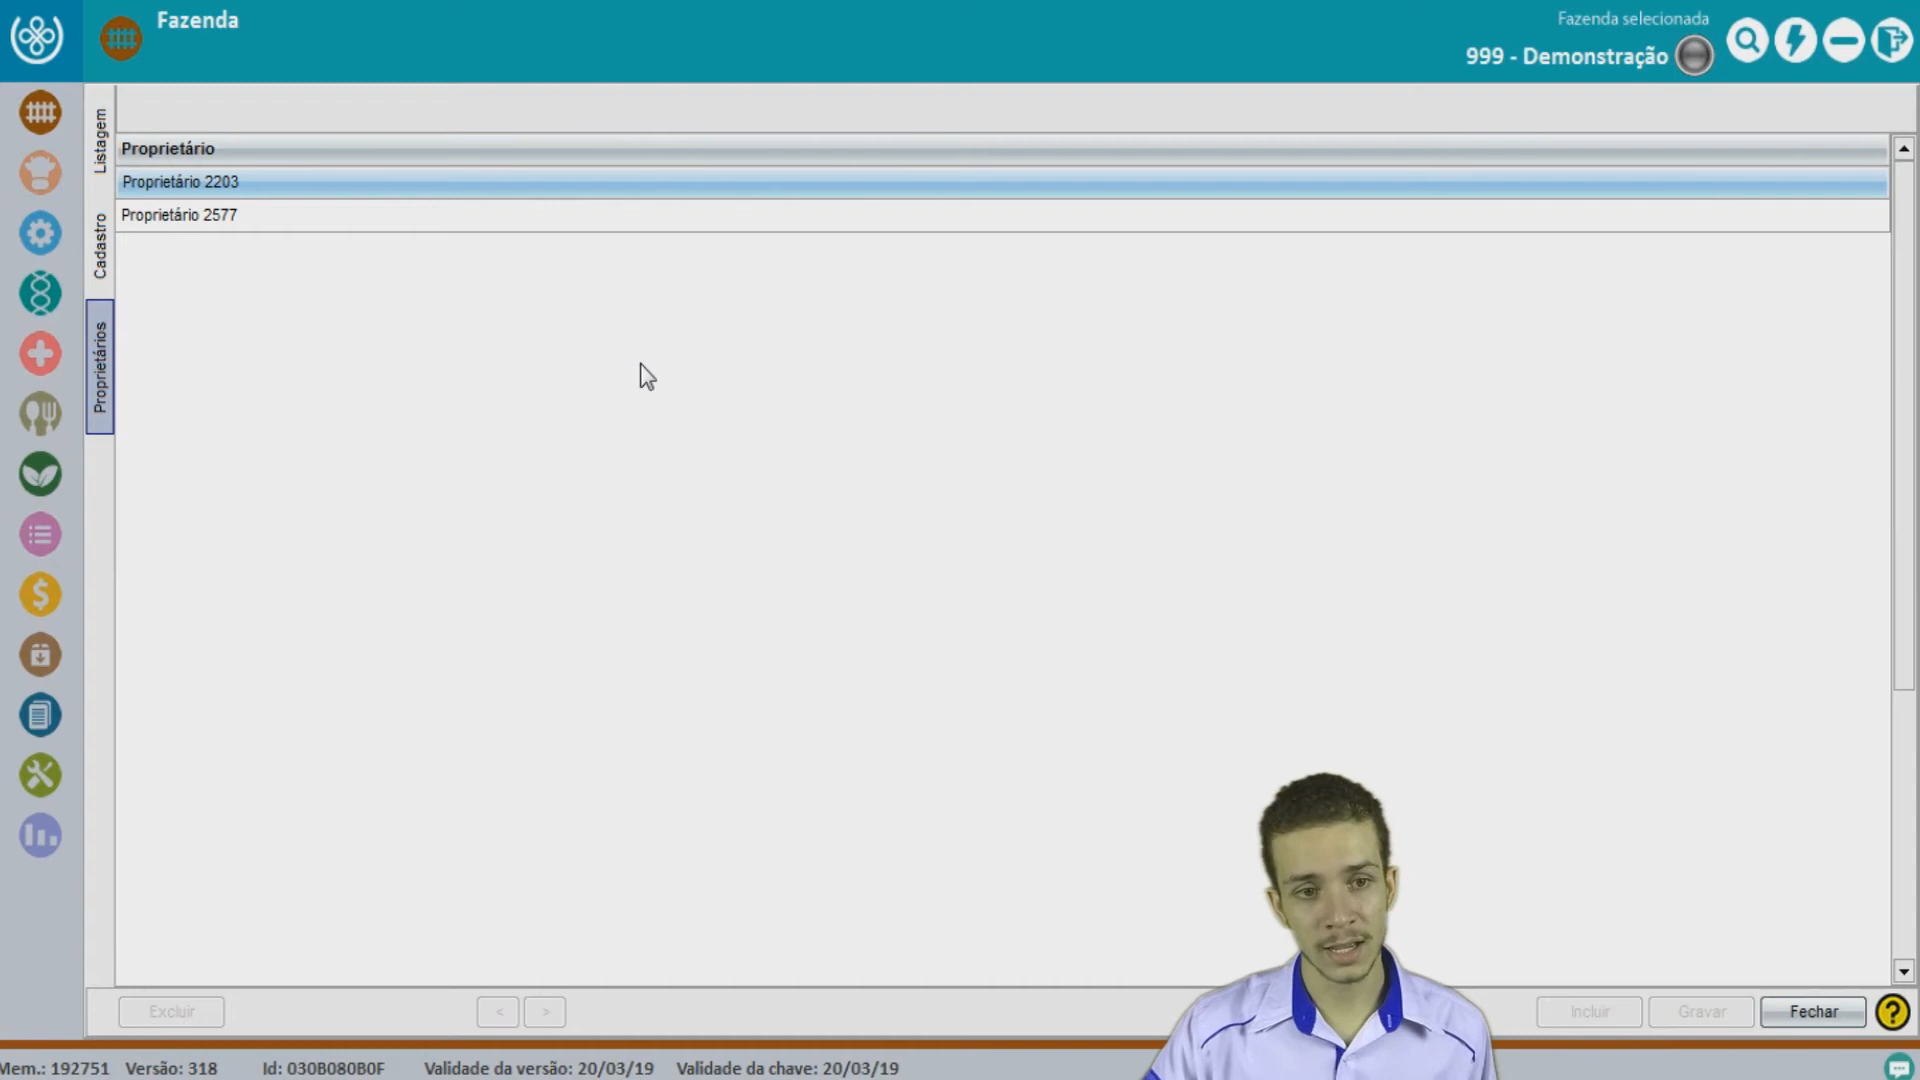 Fazenda
Fazenda selecionada
999 - Demonstração
Listagem
Cadastro
Proprietários
Proprietário
Proprietário 2203
Proprietário 2577
Excluir
<
>
Incluir
Gravar
Fechar
?
Mem.: 192751 Versão: 318 Id: 030B080B0F Validade da versão: 20/03/19 Validade da chave: 20/03/19